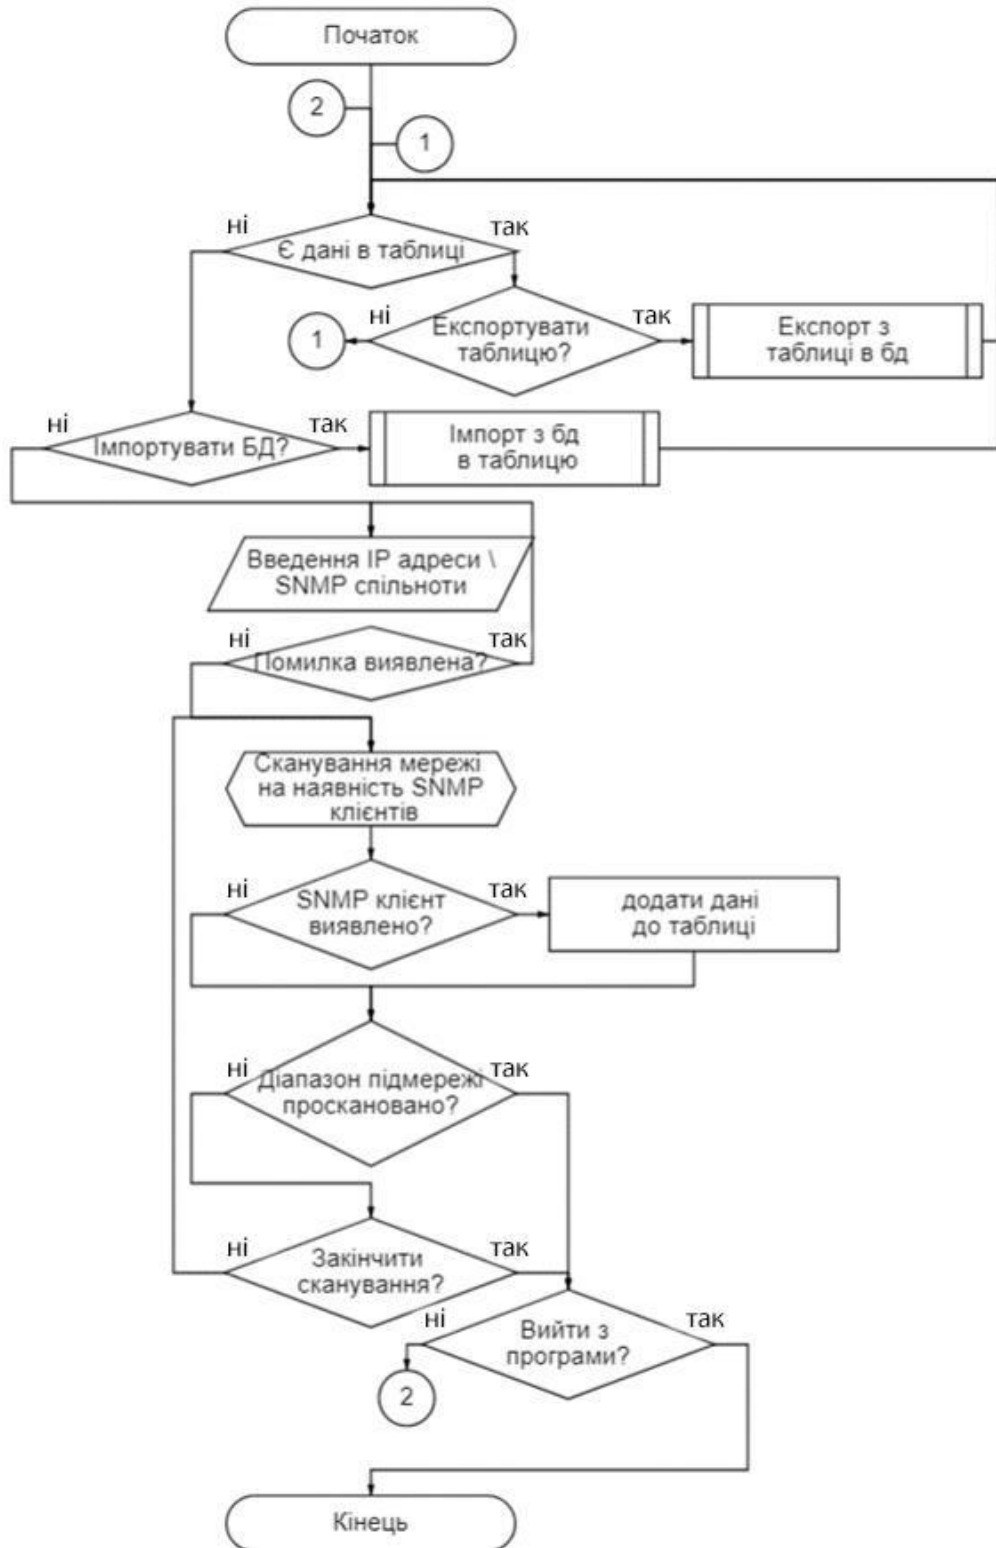 Початок
2
1
ні
так
Є дані в таблиці
ні
Експортувати
таблицю?
так
1
Експорт з
таблиці в бд
ні
Імпортувати БД?
так
Імпорт з бд
в таблицю
Введення IP адреси \
SNMP спільноти
ні
так
Помилка виявлена?
Сканування мережі
на наявність SNMP
клієнтів
ні
SNMP клієнт
виявлено?
так
додати дані
до таблиці
ні
так
Діапазон підмережі
проскановано?
ні
так
Закінчити
сканування?
ні
так
Вийти з
програми?
2
Кінець